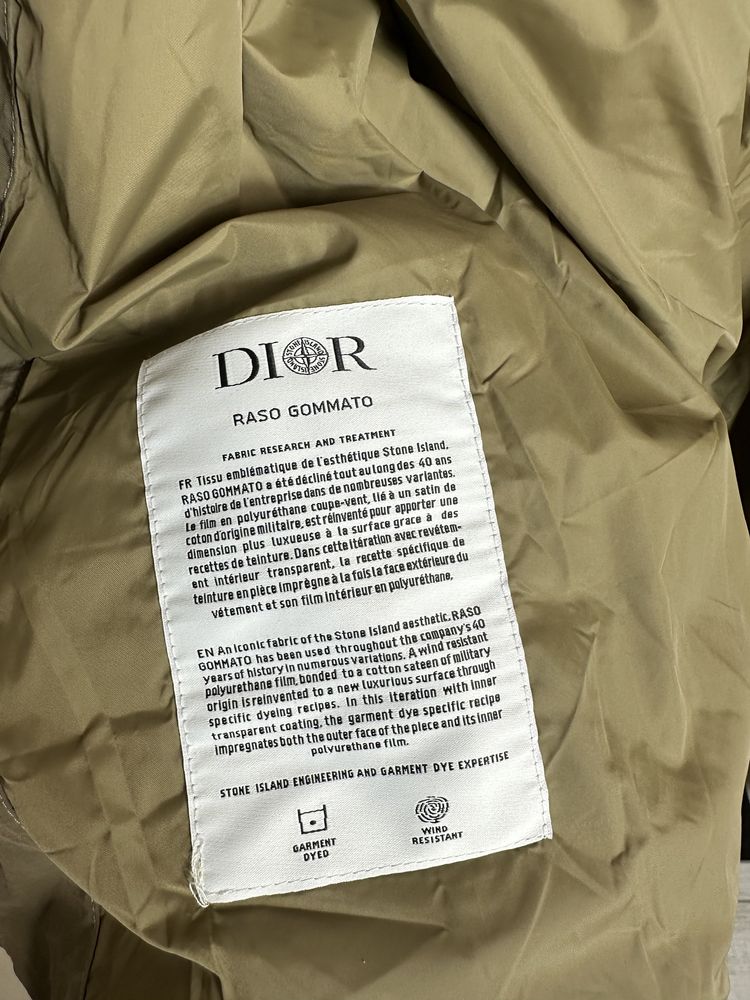 DIOR
STONE ISLAND STONE ISLAND
RASO GOMMATO
FABRIC RESEARCH AND TREATMENT
FR Tissu emblématique de l'esthétique Stone Island,
RASO GOMMATO a été décliné tout au long des 40 ans
d'histoire de l'entreprise dans de nombreuses variantes.
Le film en polyuréthane coupe-vent, lié à un satin de
coton d'origine militaire, est réinventé pour apporter une
dimension plus luxueuse à la surface grace à des
recettes de teinture. Dans cette itération avec revétem-
ent intérieur transparent, la recette spécifique de
teinture en pièce imprègne à la fois la face extérieure du
vétement et son film intérieur en polyuréthane.
EN An iconic fabric of the Stone Island aesthetic. RASO
GOMMATO has been used throughout the company's 40
years of history in numerous variations. A wind resistant
polyurethane film, bonded to a cotton sateen of military
origin is reinvented to a new luxurious surface through
specific dyeing recipes. In this iteration with inner
transparent coating, the garment dye specific recipe
impregnates both the outer face of the piece and its inner
polyurethane film.
STONE ISLAND ENGINEERING AND GARMENT DYE EXPERTISE
GARMENT
DYED
WIND
RESISTANT